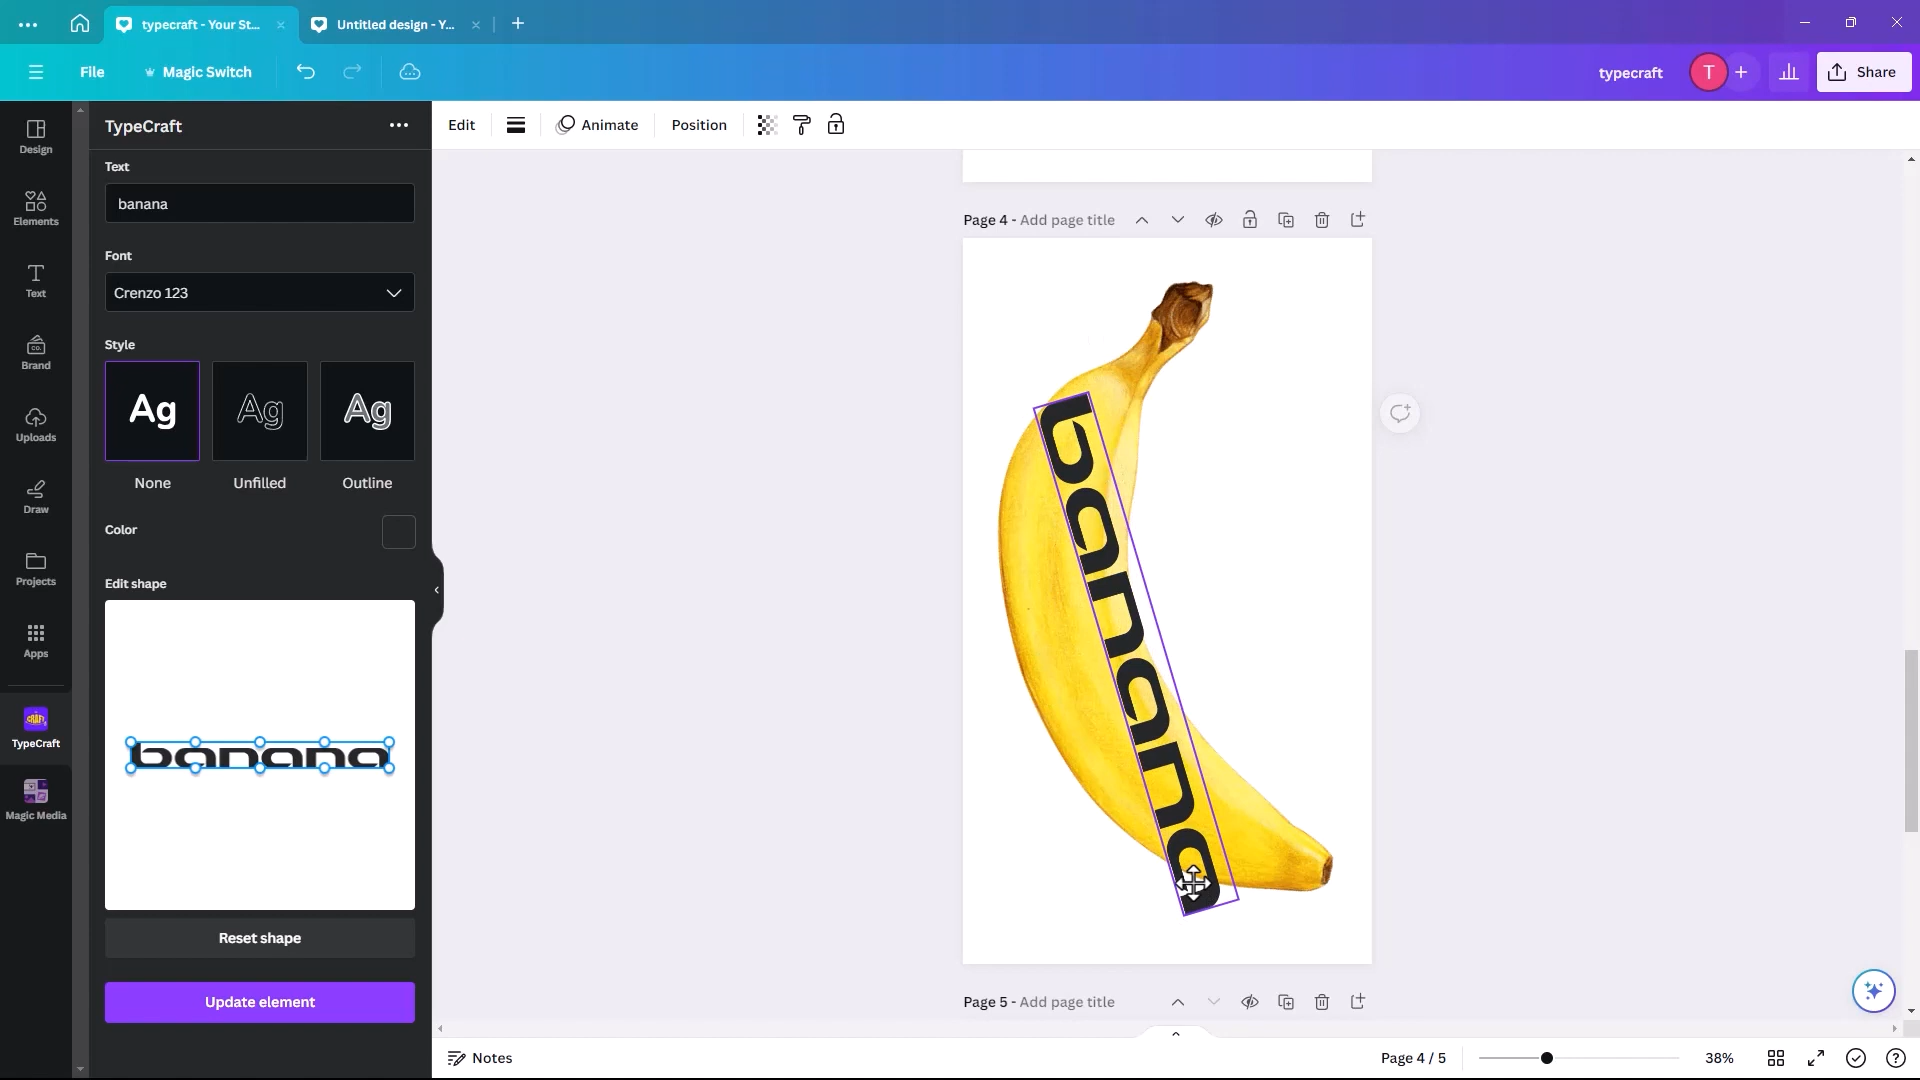 typecraft - Your St...
Untitled design - Y...
File
Magic Switch
typecraft
T
Share
Design
Elements
Text
Brand
Uploads
Draw
Projects
Apps
CRAFT
TypeCraft
Magic Media
TypeCraft
Text
banana
Font
Crenzo 123
Style
Ag
Ag
Ag
None
Unfilled
Outline
Color
Edit shape
banana
Reset shape
Update element
Edit
Animate
Position
Page 4 - Add page title
banana
Page 5 - Add page title
Notes
Page 4 / 5
38%